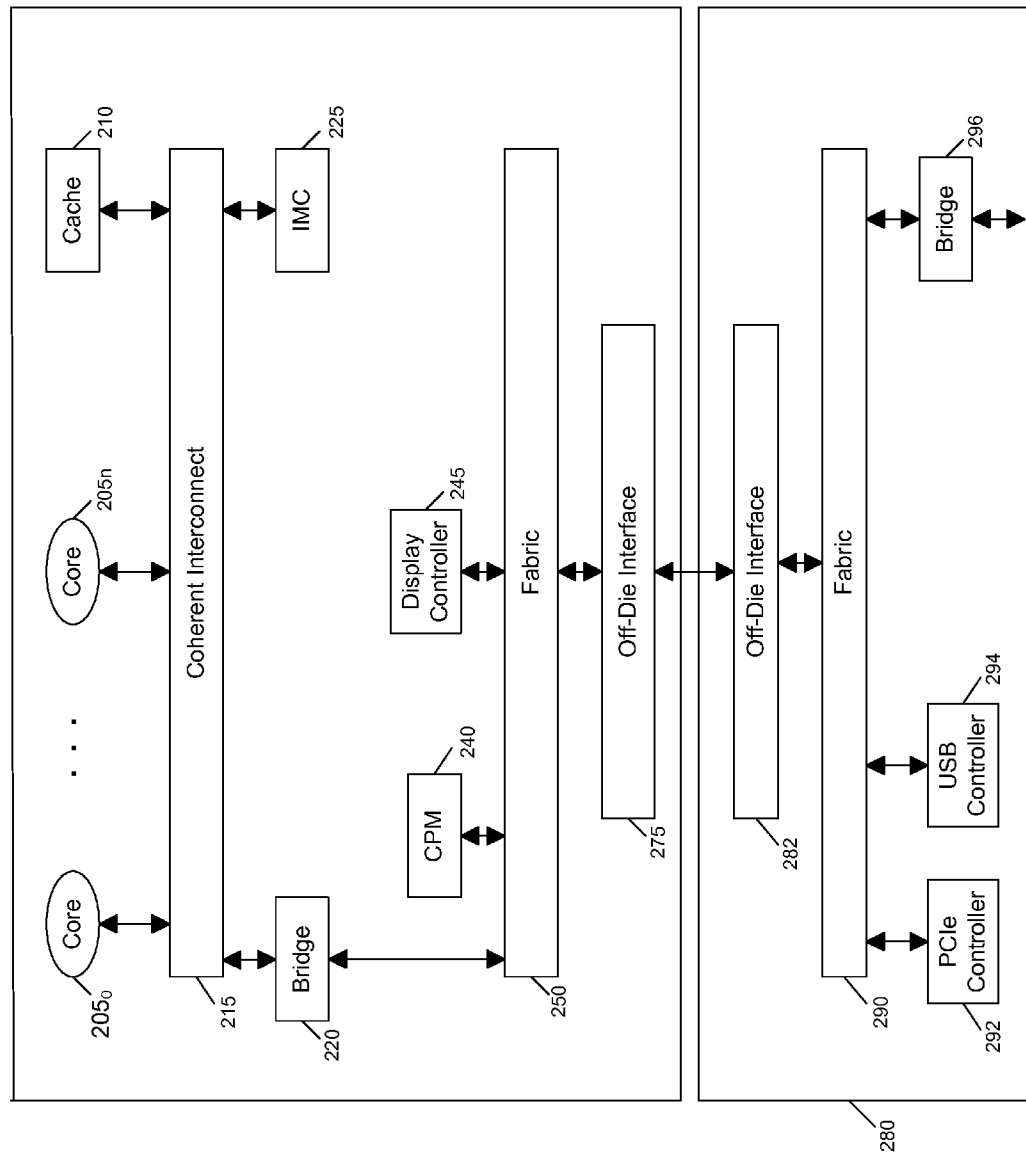 Core
205₀
. . .
Core
205n
Cache
210
Coherent Interconnect
215
Bridge
220
IMC
225
CPM
240
Display
Controller
245
Fabric
250
Off-Die Interface
275
Off-Die Interface
282
Fabric
290
PCIe
Controller
292
USB
Controller
294
Bridge
296
280